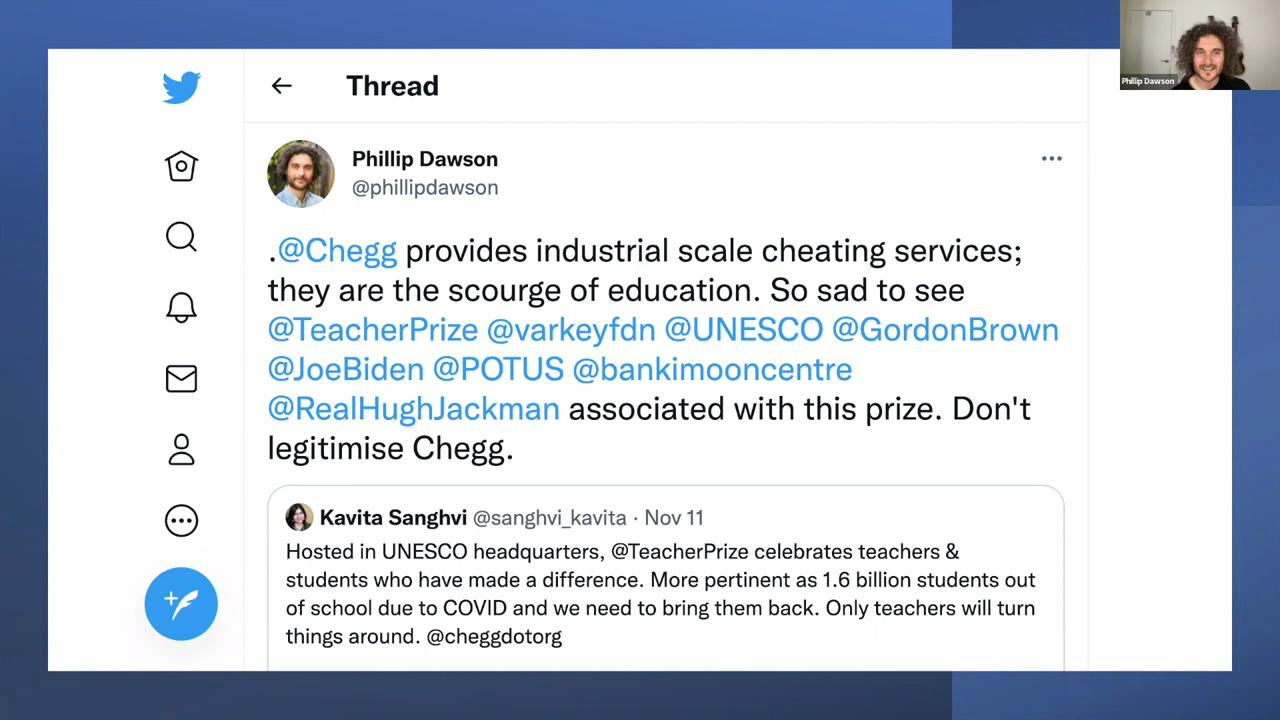 Phillip Dawson
Thread
Phillip Dawson
@phillipdawson
.@Chegg provides industrial scale cheating services;
they are the scourge of education. So sad to see
@TeacherPrize @varkeyfdn @UNESCO @GordonBrown
@JoeBiden @POTUS @bankimooncentre
@RealHughJackman associated with this prize. Don't
legitimise Chegg.
Kavita Sanghvi @sanghvi_kavita · Nov 11
Hosted in UNESCO headquarters, @TeacherPrize celebrates teachers &
students who have made a difference. More pertinent as 1.6 billion students out
of school due to COVID and we need to bring them back. Only teachers will turn
things around. @cheggdotorg